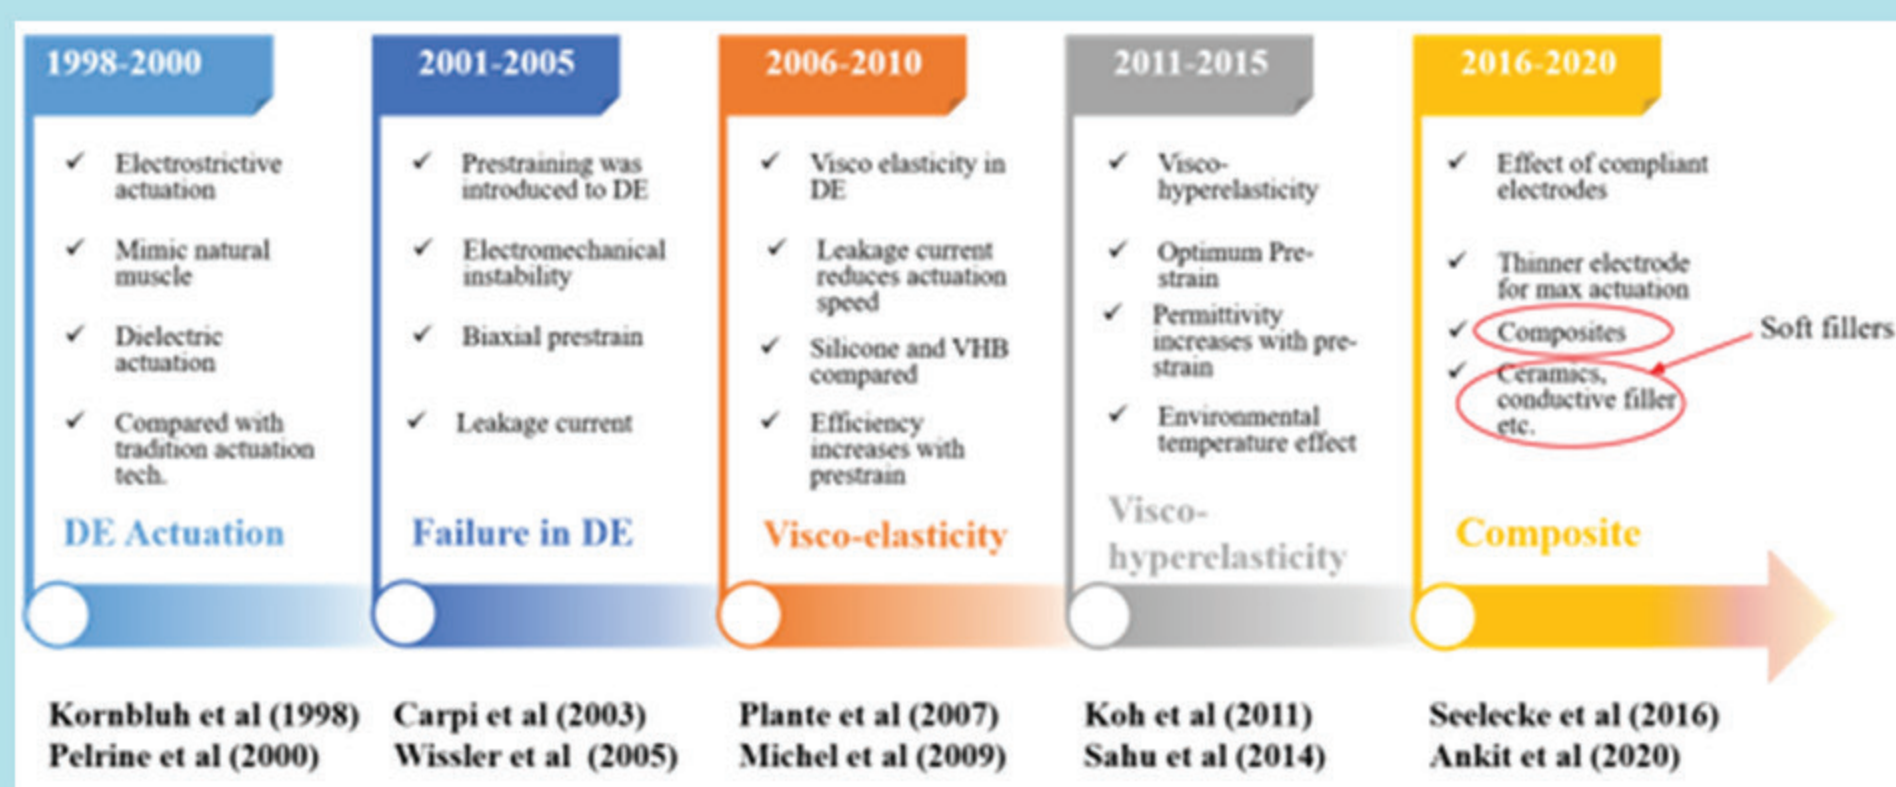 1998-2000
Electrostrictive
actuation
Mimic natural
muscle
Dielectric
actuation
Compared with
tradition actuation
tech.
DE Actuation
Kornbluh et al (1998)
Pelrine et al (2000)
2001-2005
Prestraining was
introduced to DE
Electromechanical
instability
Biaxial prestrain
Leakage current
Failure in DE
Carpi et al (2003)
Wissler et al (2005)
2006-2010
Visco elasticity in
DE
Leakage current
reduces actuation
speed
Silicone and VHB
compared
Efficiency
increases with
prestrain
Visco-elasticity
Plante et al (2007)
Michel et al (2009)
2011-2015
Visco-
hyperelasticity
Optimum Pre-
strain
Permittivity
increases with pre-
strain
Environmental
temperature effect
Visco-
hyperelasticity
Koh et al (2011)
Sahu et al (2014)
2016-2020
Effect of compliant
electrodes
Thinner electrode
for max actuation
Composites
Ceramics,
conductive filler
etc.
Soft fillers
Composite
Seelecke et al (2016)
Ankit et al (2020)